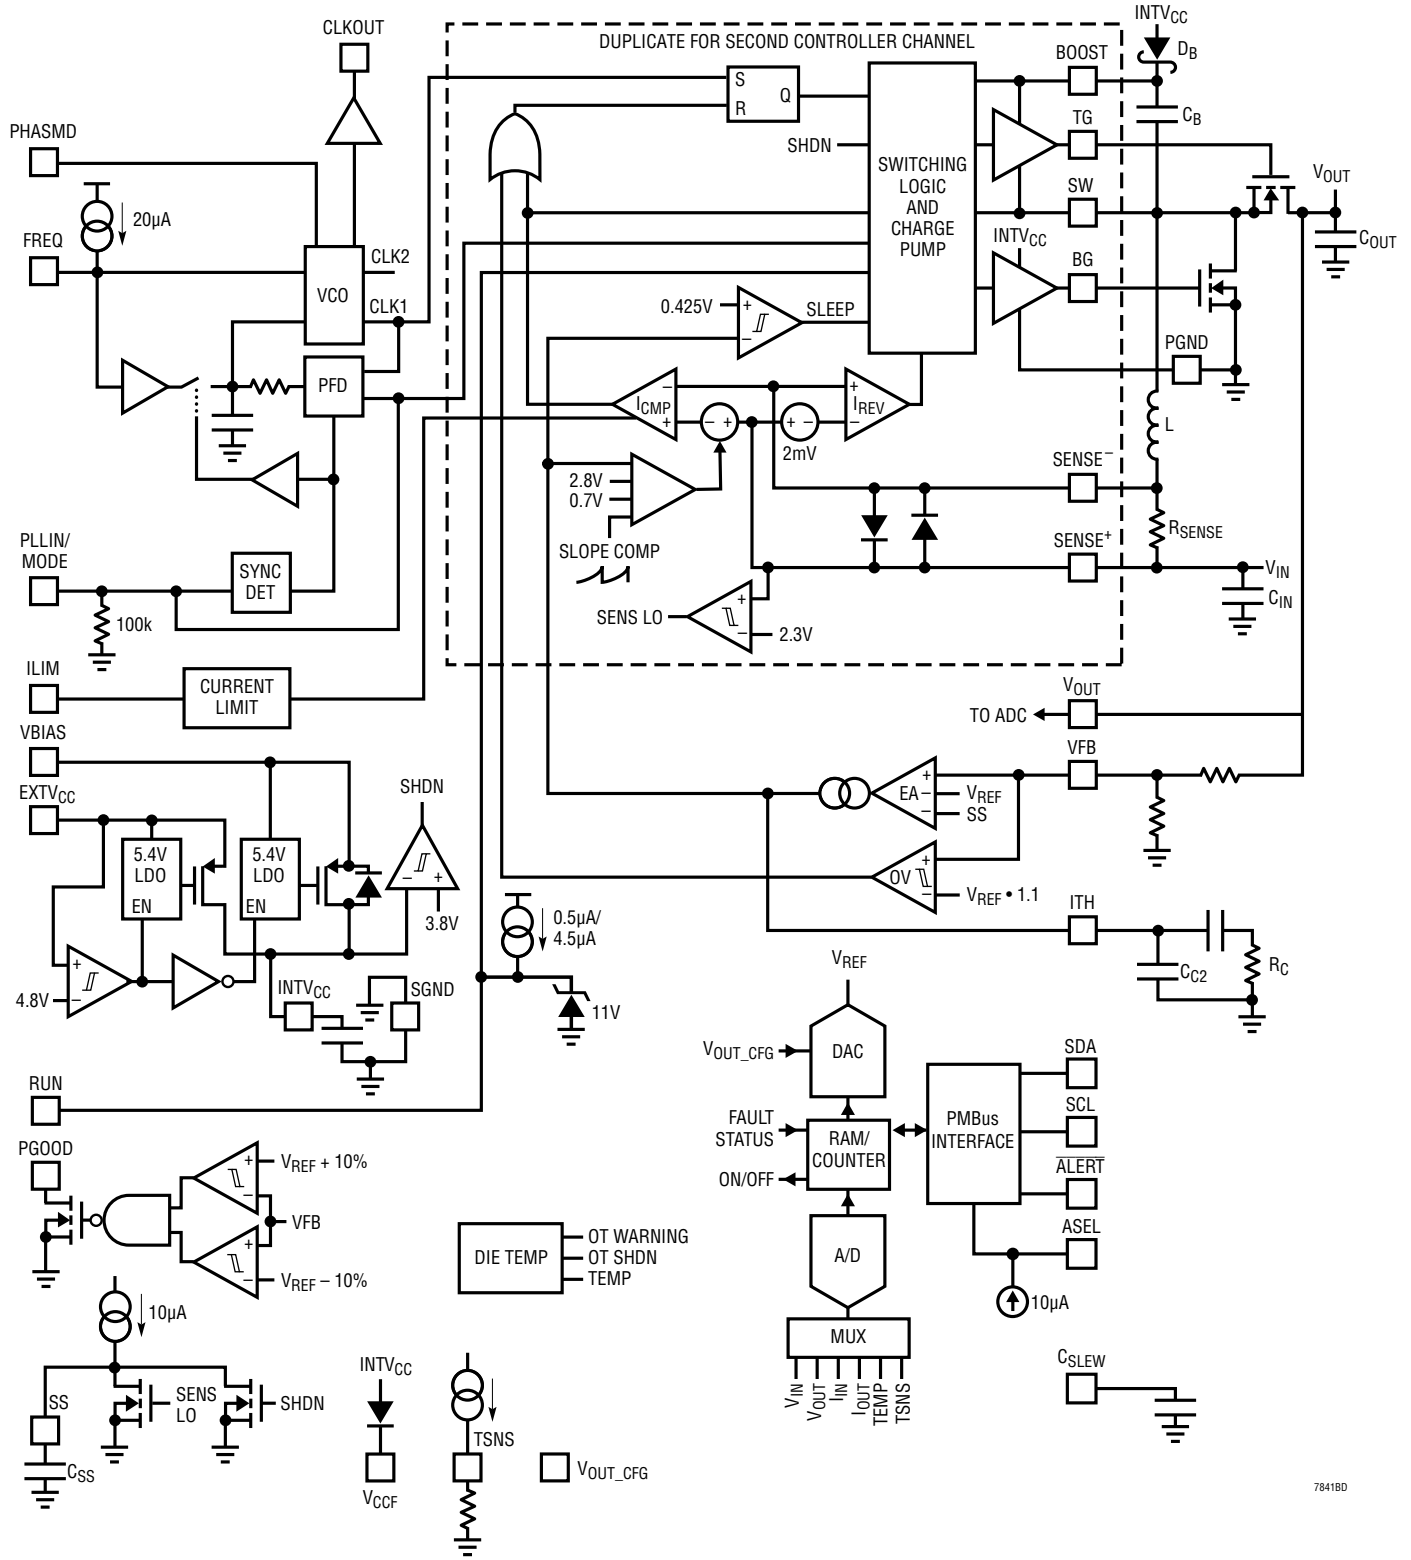 CLKOUT
DUPLICATE FOR SECOND CONTROLLER CHANNEL
INTVCC
DB
BOOST
S
R
Q
CB
PHASMD
TG
SHDN
SWITCHING
LOGIC
AND
CHARGE
PUMP
VOUT
SW
20µA
FREQ
INTVCC
COUT
CLK2
BG
VCO
CLK1
0.425V
+
–
SLEEP
PGND
PFD
–
ICMP
+
– +
+ –
2mV
+
IREV
–
L
SENSE–
2.8V
0.7V
RSENSE
SLOPE COMP
SENSE+
PLLIN/
MODE
SYNC
DET
VIN
CIN
100k
SENS LO
+
–
2.3V
ILIM
CURRENT
LIMIT
VOUT
TO ADC
VBIAS
VFB
EXTVCC
SHDN
EA
+
–
–
VREF
SS
5.4V
LDO
EN
5.4V
LDO
EN
–
+
3.8V
OV
+
–
VREF • 1.1
0.5µA/
4.5µA
ITH
VREF
CC2
RC
+
–
4.8V
INTVCC
SGND
11V
VOUT_CFG
DAC
SDA
RUN
SCL
FAULT
STATUS
RAM/
COUNTER
PMBus
INTERFACE
ON/OFF
ALERT
PGOOD
+
–
VREF + 10%
VFB
+
–
VREF – 10%
ASEL
DIE TEMP
OT WARNING
OT SHDN
TEMP
A/D
10µA
10µA
MUX
VIN
VOUT
IIN
IOUT
TEMP
TSNS
CSLEW
SS
SENS
LO
SHDN
INTVCC
TSNS
CSS
VCCF
VOUT_CFG
7841BD